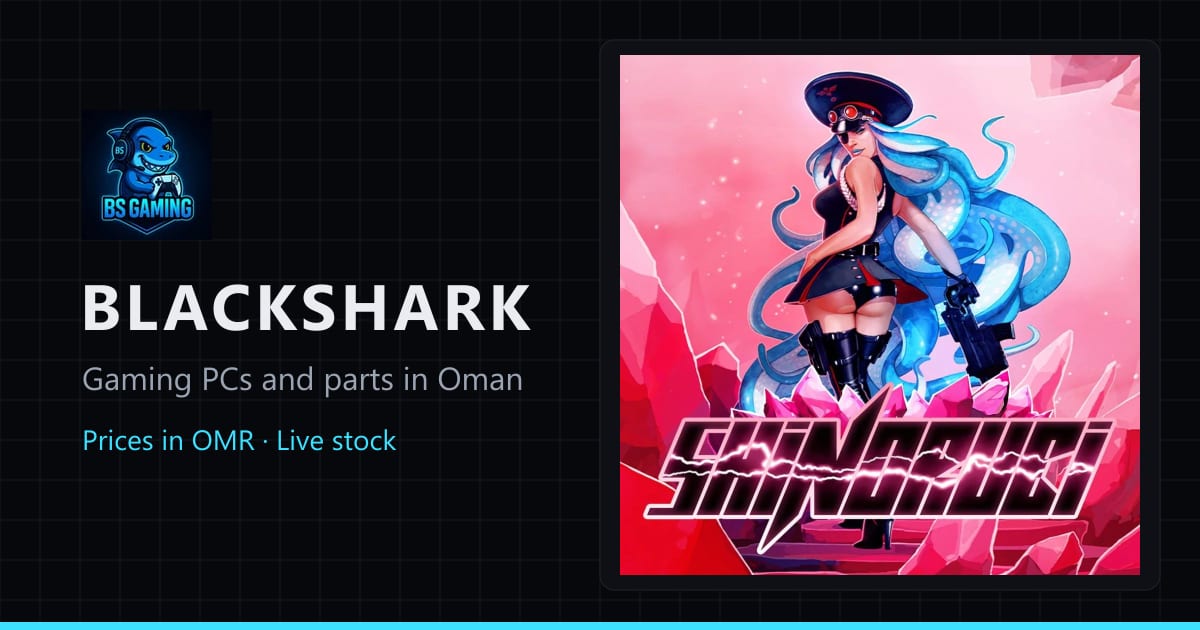 BS
BS GAMING
BLACKSHARK
Gaming PCs and parts in Oman
Prices in OMR · Live stock
SHINORUBI